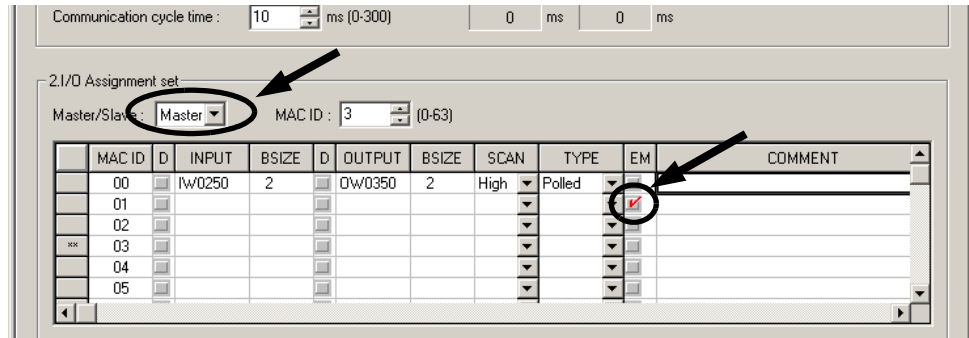 Communication cycle time : 10 ms (0-300) 0 ms 0 ms
2.I/O Assignment set
Master/Slave : Master MAC ID : 3 (0-63)
MAC ID D INPUT BSIZE D OUTPUT BSIZE SCAN TYPE EM COMMENT
00 IW0250 2 OW0350 2 High Polled
01
02
** 03
04
05